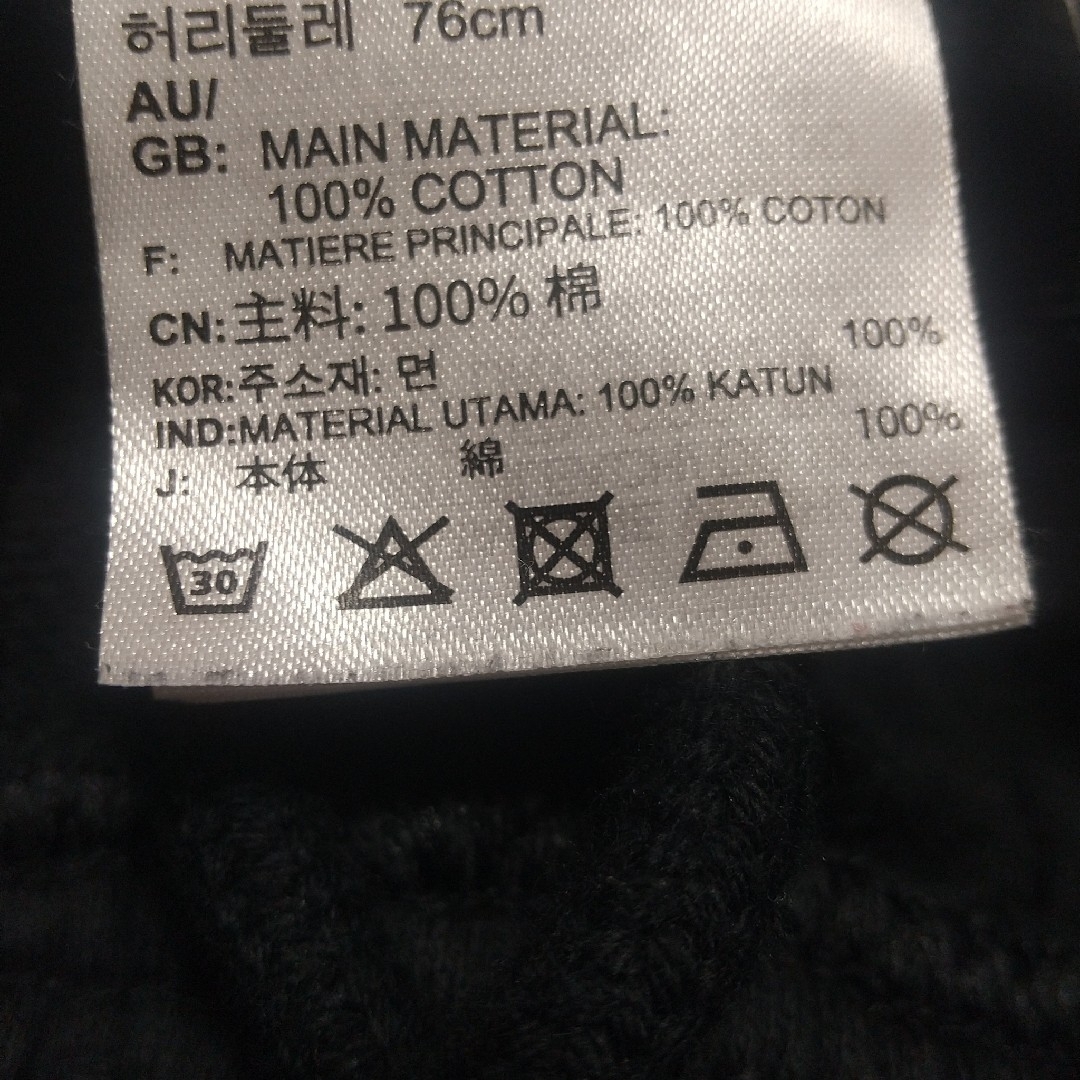 허리둘레 76cm
AU/
GB: MAIN MATERIAL:
100% COTTON
F: MATIERE PRINCIPALE: 100% COTON
CN: 主料: 100% 棉
KOR: 주소재: 면 100%
IND: MATERIAL UTAMA: 100% KATUN
J: 本体 綿 100%
30